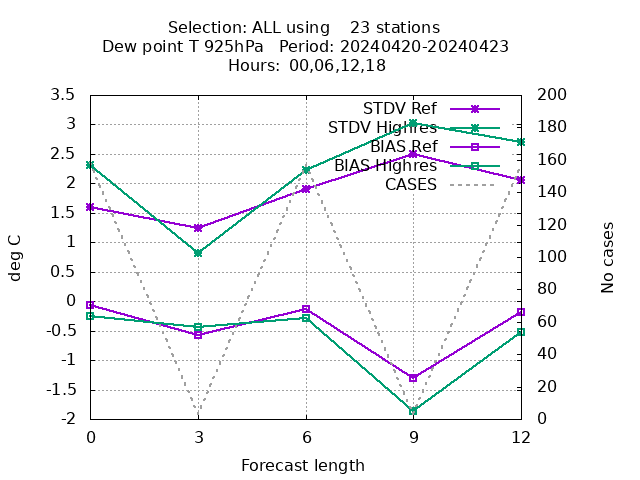 Selection: ALL using    23 stations
Dew point T 925hPa   Period: 20240420-20240423
Hours: 00,06,12,18
STDV Ref
STDV Highres
BIAS Ref
BIAS Highres
CASES
3.5
3
2.5
2
1.5
1
0.5
0
-0.5
-1
-1.5
-2
deg C
200
180
160
140
120
100
80
60
40
20
0
No cases
0 3 6 9 12
Forecast length